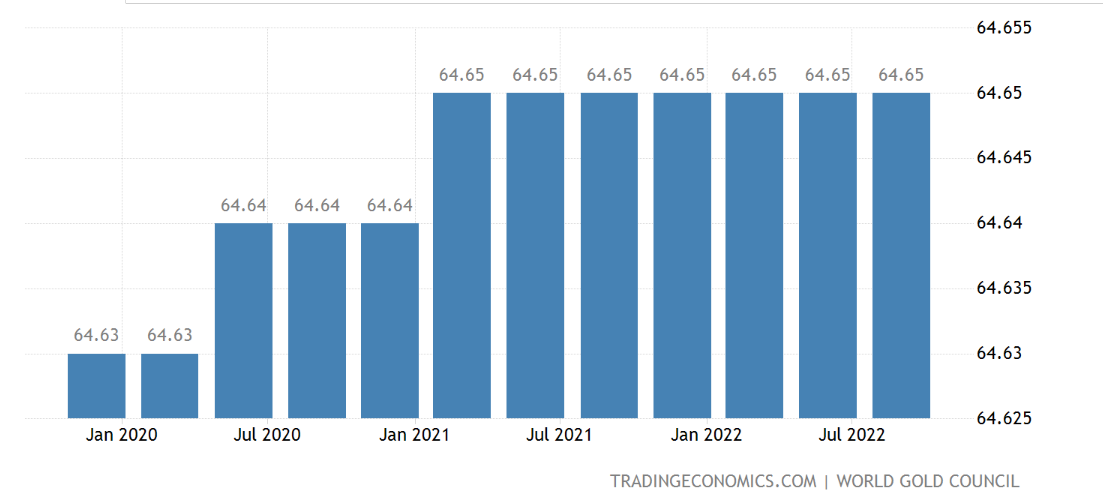 64.655
64.65 64.65 64.65 64.65 64.65 64.65 64.65
64.65
64.645
64.64 64.64 64.64
64.64
64.635
64.63 64.63
64.63
64.625
Jan 2020 Jul 2020 Jan 2021 Jul 2021 Jan 2022 Jul 2022
TRADINGECONOMICS.COM | WORLD GOLD COUNCIL